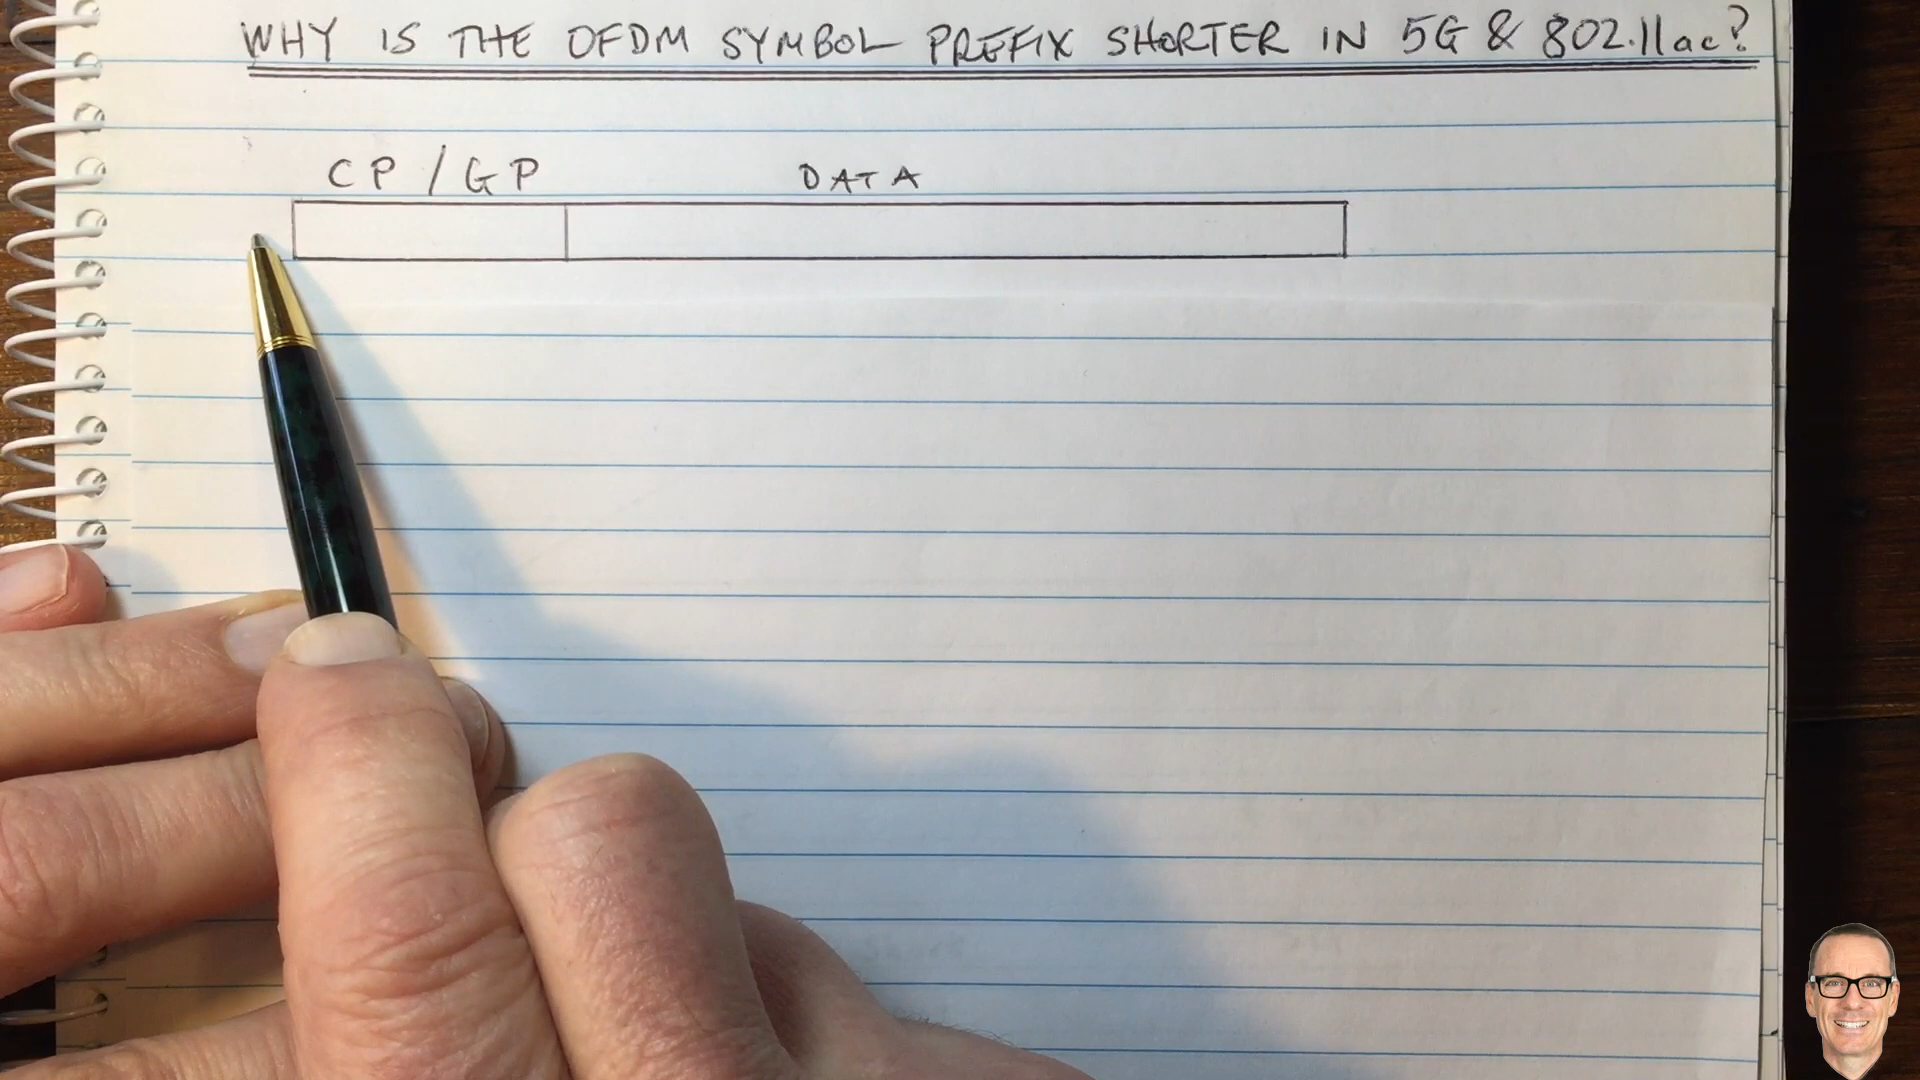 WHY IS THE OFDM SYMBOL PREFIX SHORTER IN 5G & 802.11ac?
CP/GP DATA